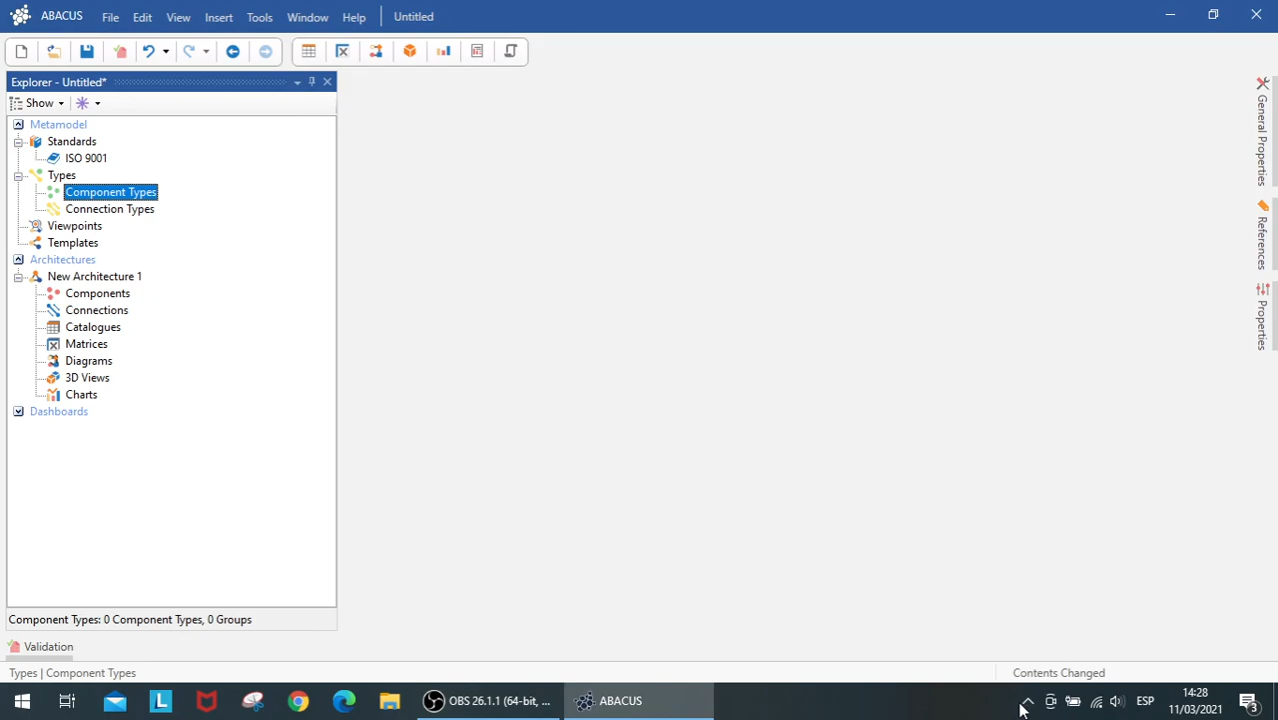 ABACUS File Edit View Insert Tools Window Help Untitled
Explorer - Untitled*
Show
Metamodel
Standards
ISO 9001
Types
Component Types
Connection Types
Viewpoints
Templates
Architectures
New Architecture 1
Components
Connections
Catalogues
Matrices
Diagrams
3D Views
Charts
Dashboards
Component Types: 0 Component Types, 0 Groups
General Properties
References
Properties
Validation
Types | Component Types
Contents Changed
L
OBS 26.1.1 (64-bit, ...
ABACUS
ESP
14:28
11/03/2021
3